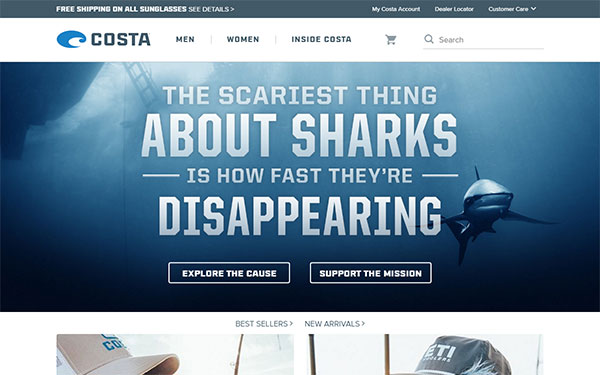 FREE SHIPPING ON ALL SUNGLASSES SEE DETAILS >
My Costa Account
Dealer Locator
Customer Care
COSTA
MEN
WOMEN
INSIDE COSTA
Search
THE SCARIEST THING
ABOUT SHARKS
IS HOW FAST THEY'RE
DISAPPEARING
EXPLORE THE CAUSE
SUPPORT THE MISSION
BEST SELLERS >
NEW ARRIVALS >